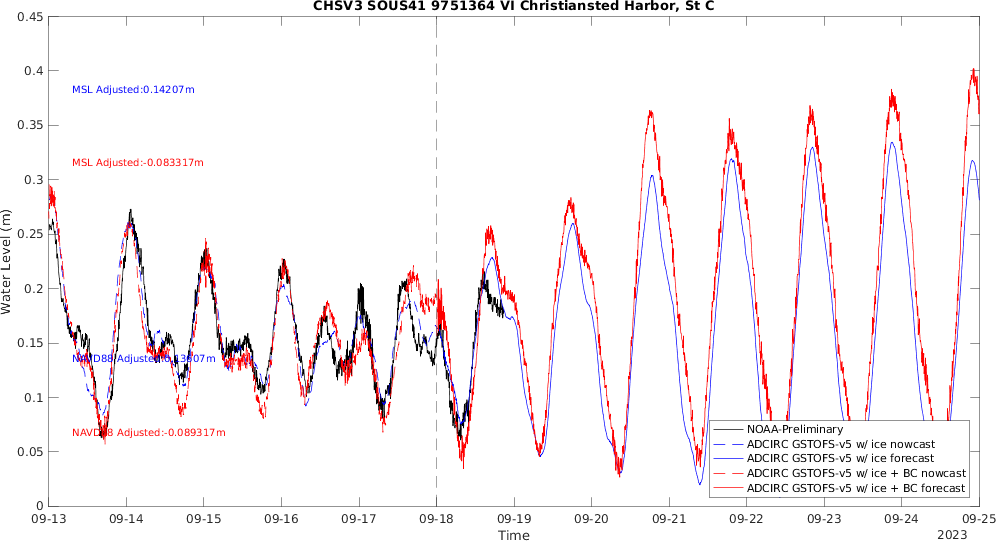 CHSV3 SOUS41 9751364 VI Christiansted Harbor, St C
0.45
0.4
0.35
0.3
0.25
0.2
0.15
0.1
0.05
0
Water Level (m)
MSL Adjusted:0.14207m
MSL Adjusted:-0.083317m
NAVD88 Adjusted:0.13607m
NAVD88 Adjusted:-0.089317m
NOAA-Preliminary
ADCIRC GSTOFS-v5 w/ ice nowcast
ADCIRC GSTOFS-v5 w/ ice forecast
ADCIRC GSTOFS-v5 w/ ice + BC nowcast
ADCIRC GSTOFS-v5 w/ ice + BC forecast
09-13 09-14 09-15 09-16 09-17 09-18 09-19 09-20 09-21 09-22 09-23 09-24 09-25
Time
2023